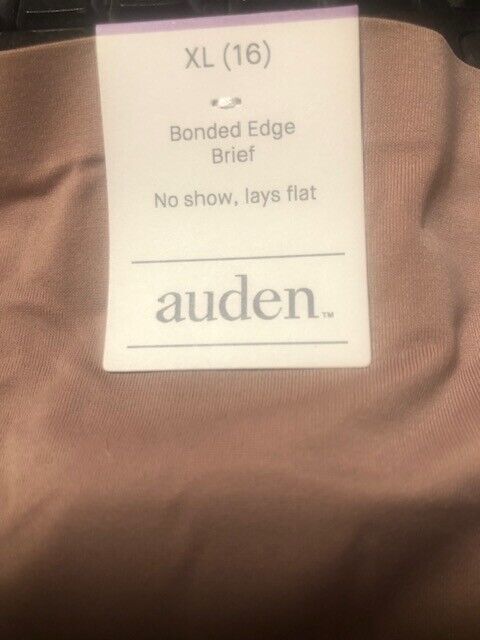 XL (16)
Bonded Edge
Brief
No show, lays flat
auden™